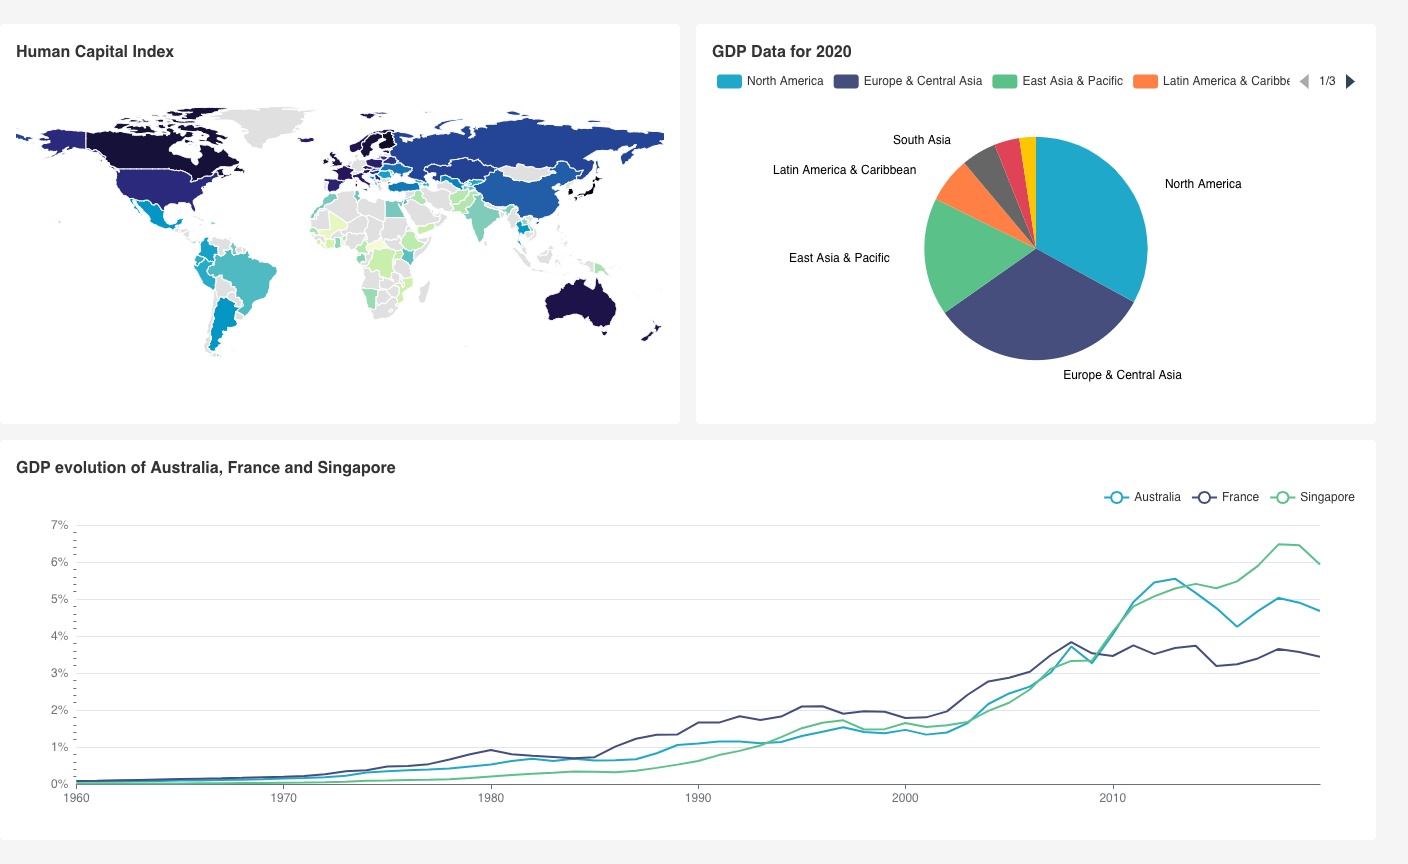 Human Capital Index
GDP Data for 2020
North America Europe & Central Asia East Asia & Pacific Latin America & Caribbe 1/3
South Asia
Latin America & Caribbean
North America
East Asia & Pacific
Europe & Central Asia
GDP evolution of Australia, France and Singapore
Australia France Singapore
7%
6%
5%
4%
3%
2%
1%
0%
1960 1970 1980 1990 2000 2010